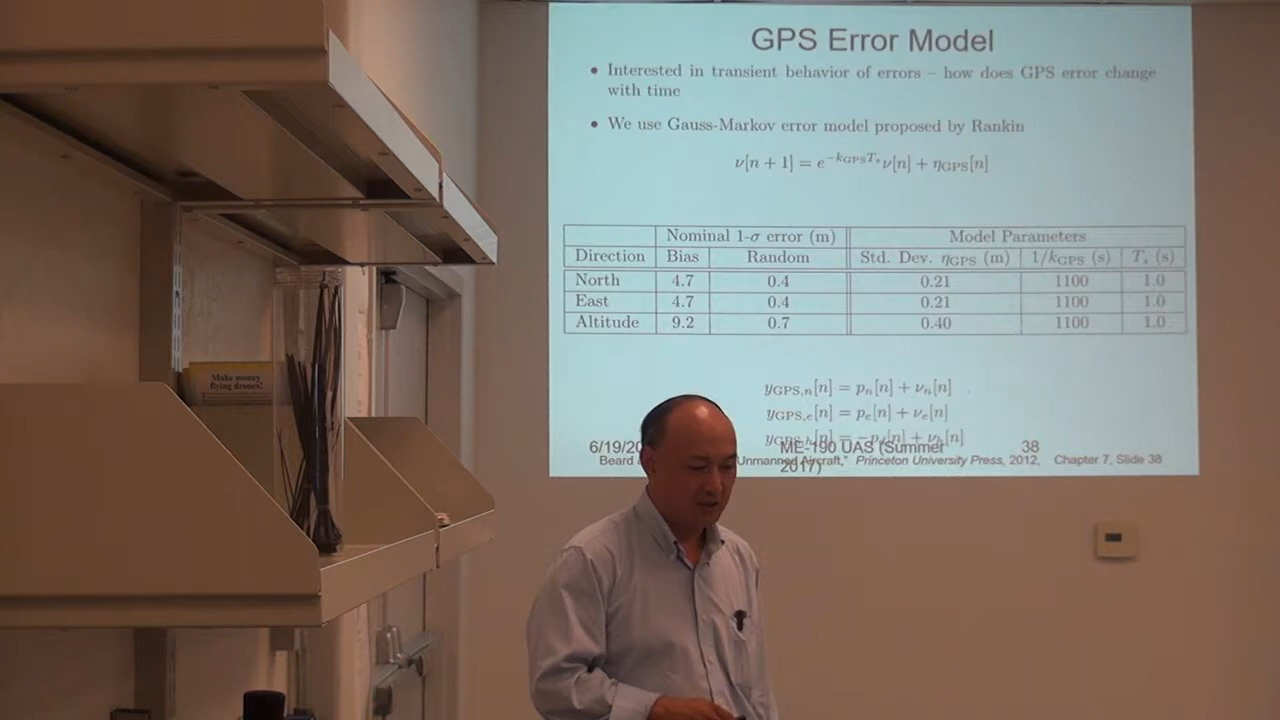 GPS Error Model
• Interested in transient behavior of errors – how does GPS error change
with time
• We use Gauss-Markov error model proposed by Rankin
ν[n + 1] = e^{−k_GPS T_s} ν[n] + η_GPS[n]
Nominal 1-σ error (m) Model Parameters
Direction Bias Random Std. Dev. η_GPS (m) 1/k_GPS (s) T_s (s)
North 4.7 0.4 0.21 1100 1.0
East 4.7 0.4 0.21 1100 1.0
Altitude 9.2 0.7 0.40 1100 1.0
y_GPS,n[n] = p_n[n] + ν_n[n]
y_GPS,e[n] = p_e[n] + ν_e[n]
y_GPS,h[n] = −p_d[n] + ν_h[n]
6/19/20 ME-190 UAS (Summer 2017) 38
Beard Unmanned Aircraft," Princeton University Press, 2012, Chapter 7, Slide 38
Make money
flying drones!